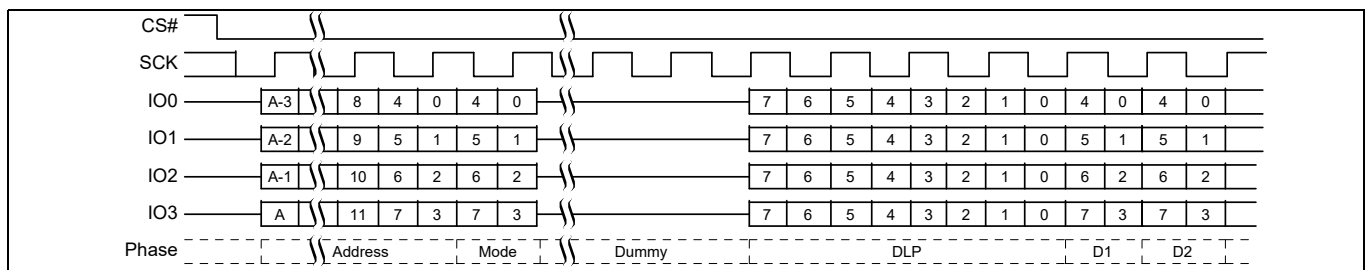 CS#
SCK
IO0 A-3 8 4 0 4 0 7 6 5 4 3 2 1 0 4 0 4 0
IO1 A-2 9 5 1 5 1 7 6 5 4 3 2 1 0 5 1 5 1
IO2 A-1 10 6 2 6 2 7 6 5 4 3 2 1 0 6 2 6 2
IO3 A 11 7 3 7 3 7 6 5 4 3 2 1 0 7 3 7 3
Phase Address Mode Dummy DLP D1 D2